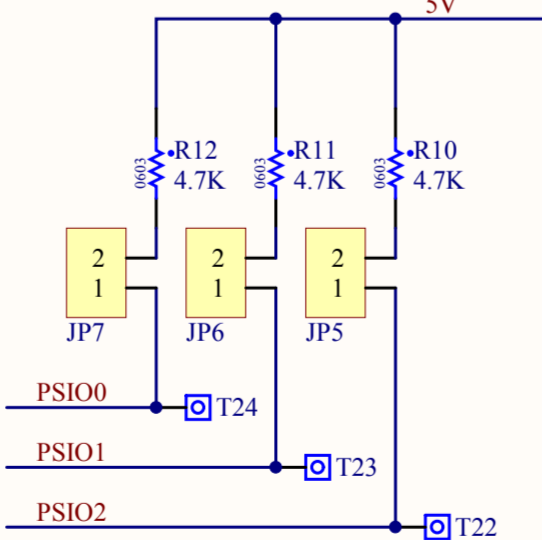 5V
0603
R12
4.7K
0603
R11
4.7K
0603
R10
4.7K
2
1
JP7
2
1
JP6
2
1
JP5
PSIO0
T24
PSIO1
T23
PSIO2
T22